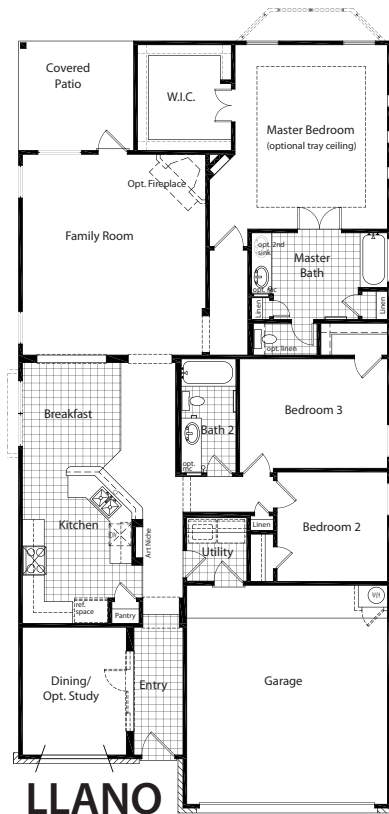 Covered
Patio
W.I.C.
Master Bedroom
(optional tray ceiling)
Opt. Fireplace
Family Room
opt. 2nd
sink
Master
Bath
opt. mc
Linen
Linen
opt. linen
Breakfast
Bath 2
opt.
mc
Bedroom 3
Kitchen
Art Niche
Utility
Linen
Bedroom 2
ref.
space
Pantry
Dining/
Opt. Study
Entry
Garage
LLANO